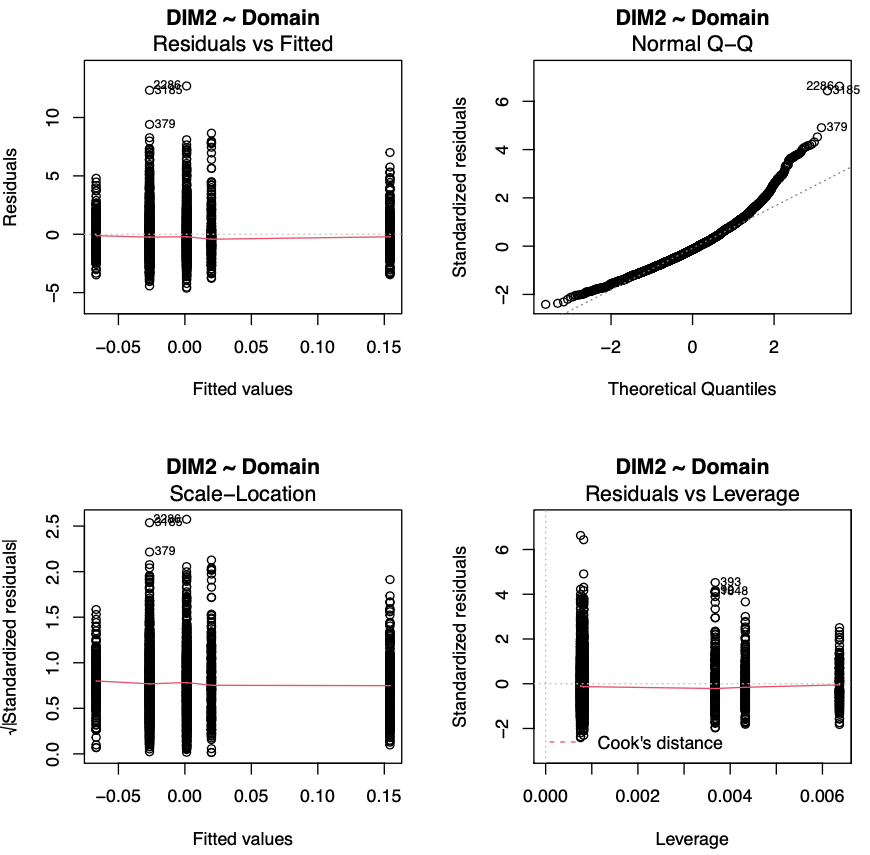 DIM2 ~ Domain
Residuals vs Fitted
Residuals
10
5
0
−5
2286
3185
379
−0.05 0.00 0.05 0.10 0.15
Fitted values
DIM2 ~ Domain
Normal Q−Q
Standardized residuals
6
4
2
0
−2
2286
3185
379
−2 0 2
Theoretical Quantiles
DIM2 ~ Domain
Scale−Location
√|Standardized residuals|
2.5
2.0
1.5
1.0
0.5
0.0
2286
3185
379
−0.05 0.00 0.05 0.10 0.15
Fitted values
DIM2 ~ Domain
Residuals vs Leverage
Standardized residuals
6
4
2
0
−2
393
Cook's distance
0.000 0.002 0.004 0.006
Leverage